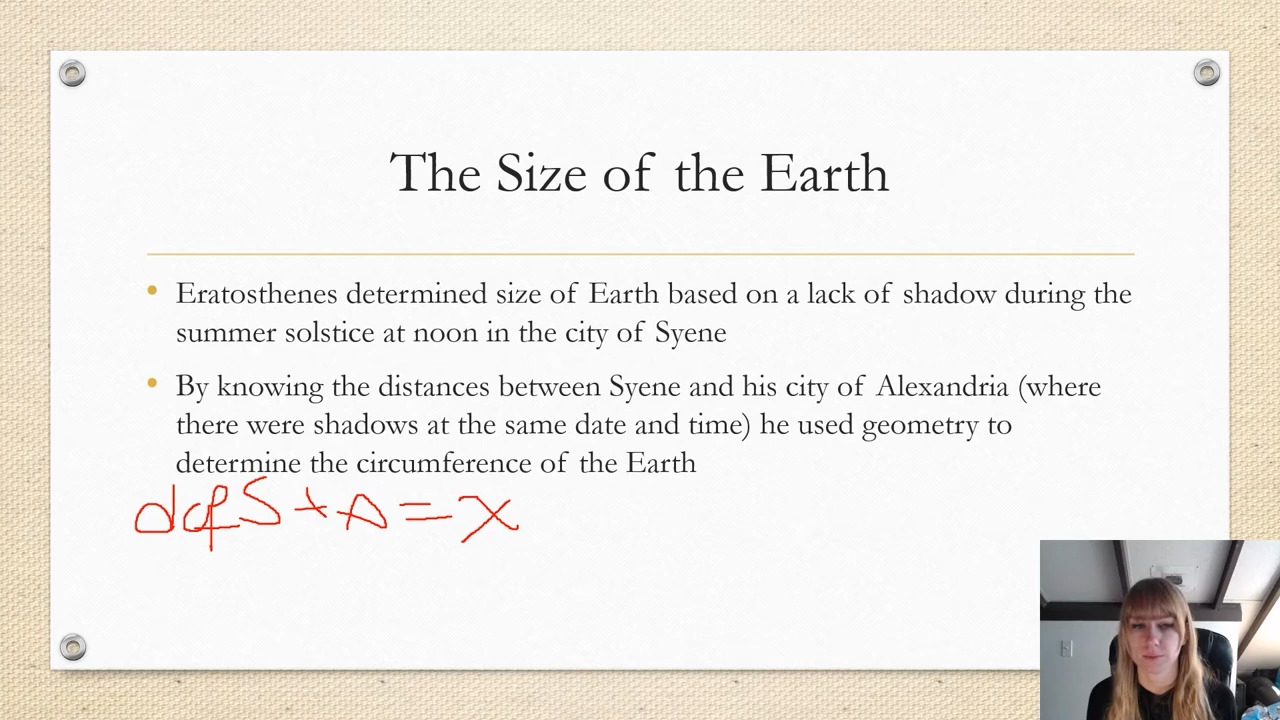 The Size of the Earth
• Eratosthenes determined size of Earth based on a lack of shadow during the
summer solstice at noon in the city of Syene
• By knowing the distances between Syene and his city of Alexandria (where
there were shadows at the same date and time) he used geometry to
determine the circumference of the Earth
S + A = X